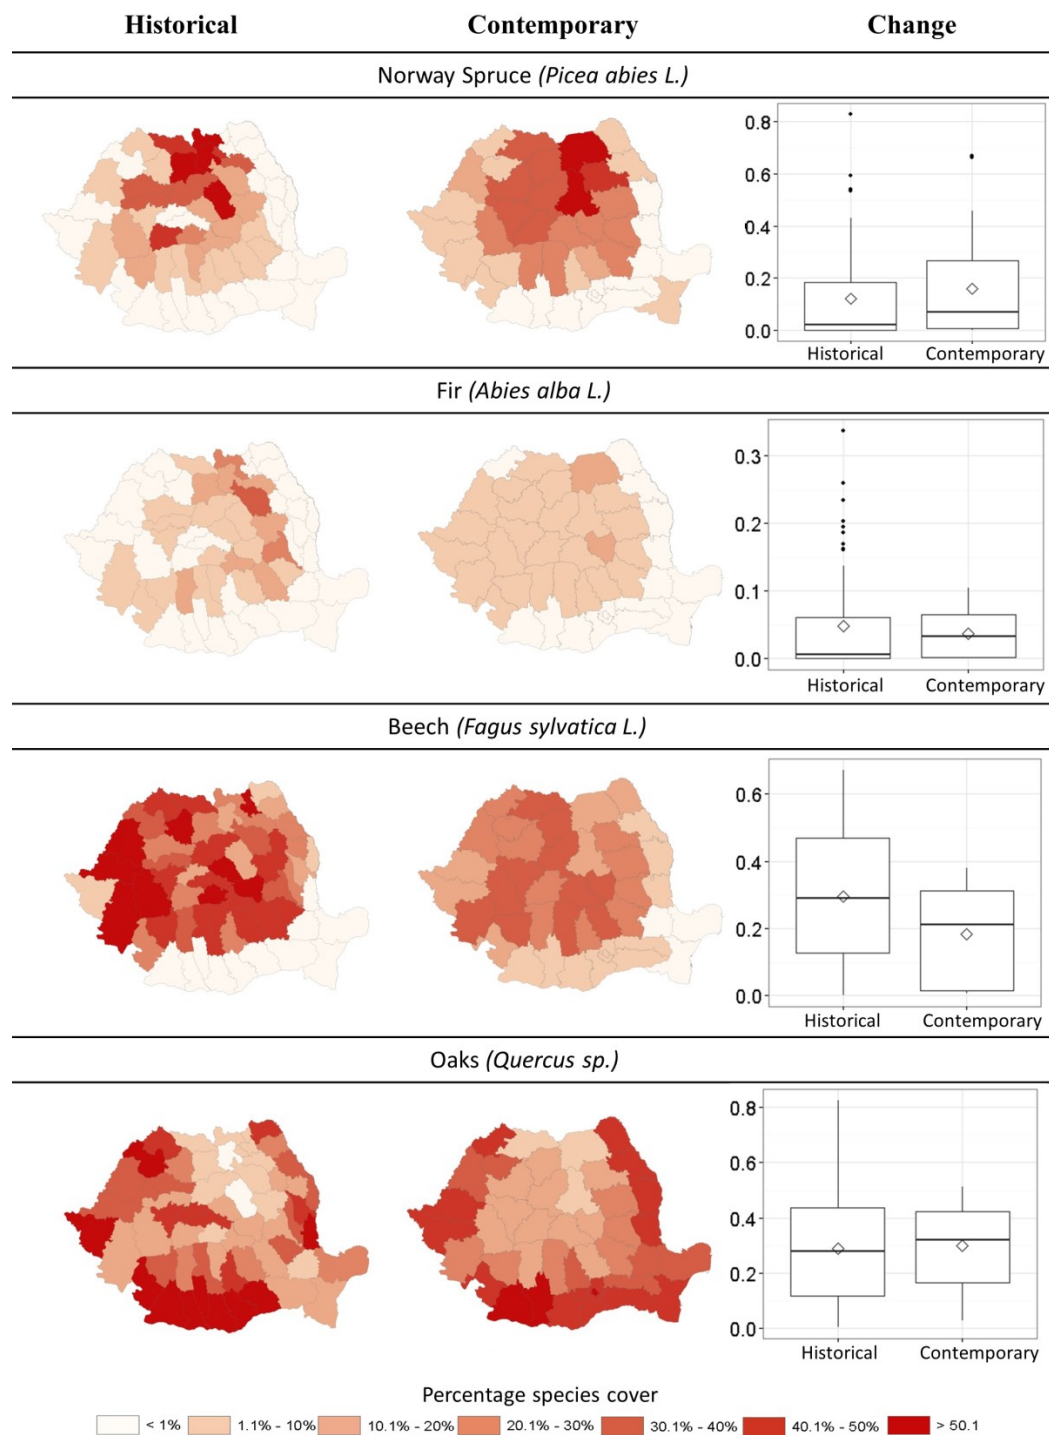 Historical Contemporary Change
Norway Spruce (Picea abies L.)
0.8
0.6
0.4
0.2
0.0
Historical Contemporary
Fir (Abies alba L.)
0.3
0.2
0.1
0.0
Historical Contemporary
Beech (Fagus sylvatica L.)
0.6
0.4
0.2
0.0
Historical Contemporary
Oaks (Quercus sp.)
0.8
0.6
0.4
0.2
0.0
Historical Contemporary
Percentage species cover
< 1% 1.1% - 10% 10.1% - 20% 20.1% - 30% 30.1% - 40% 40.1% - 50% > 50.1